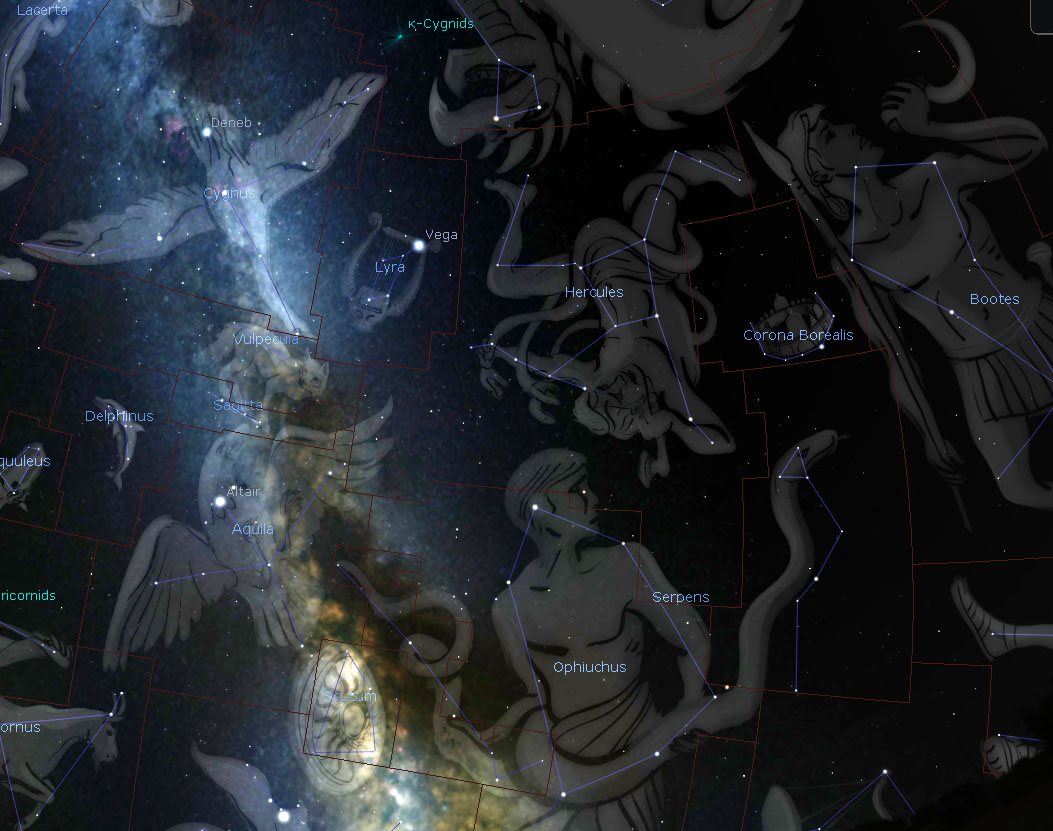 Lacerta
κ-Cygnids
Deneb
Cygnus
Vega
Lyra
Hercules
Bootes
Corona Borealis
Vulpecula
Sagitta
Delphinus
quuleus
Altair
Aquila
ricornids
Serpens
Ophiuchus
Scutum
ornus